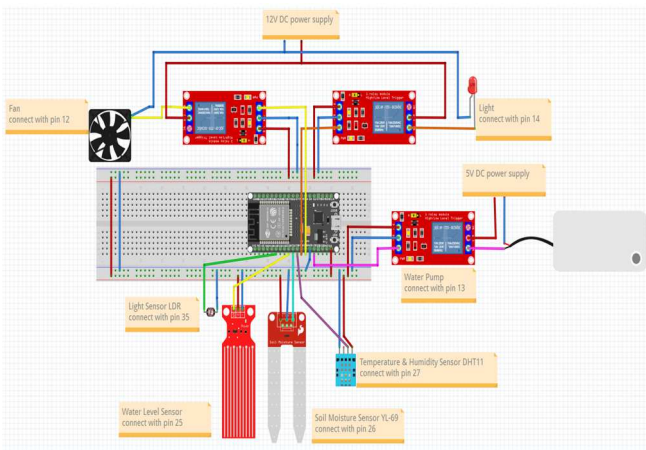 12V DC power supply
Fan
connect with pin 12
Light
connect with pin 14
5V DC power supply
Water Pump
connect with pin 13
Light Sensor LDR
connect with pin 35
Temperature & Humidity Sensor DHT11
connect with pin 27
Water Level Sensor
connect with pin 25
Soil Moisture Sensor YL-69
connect with pin 26